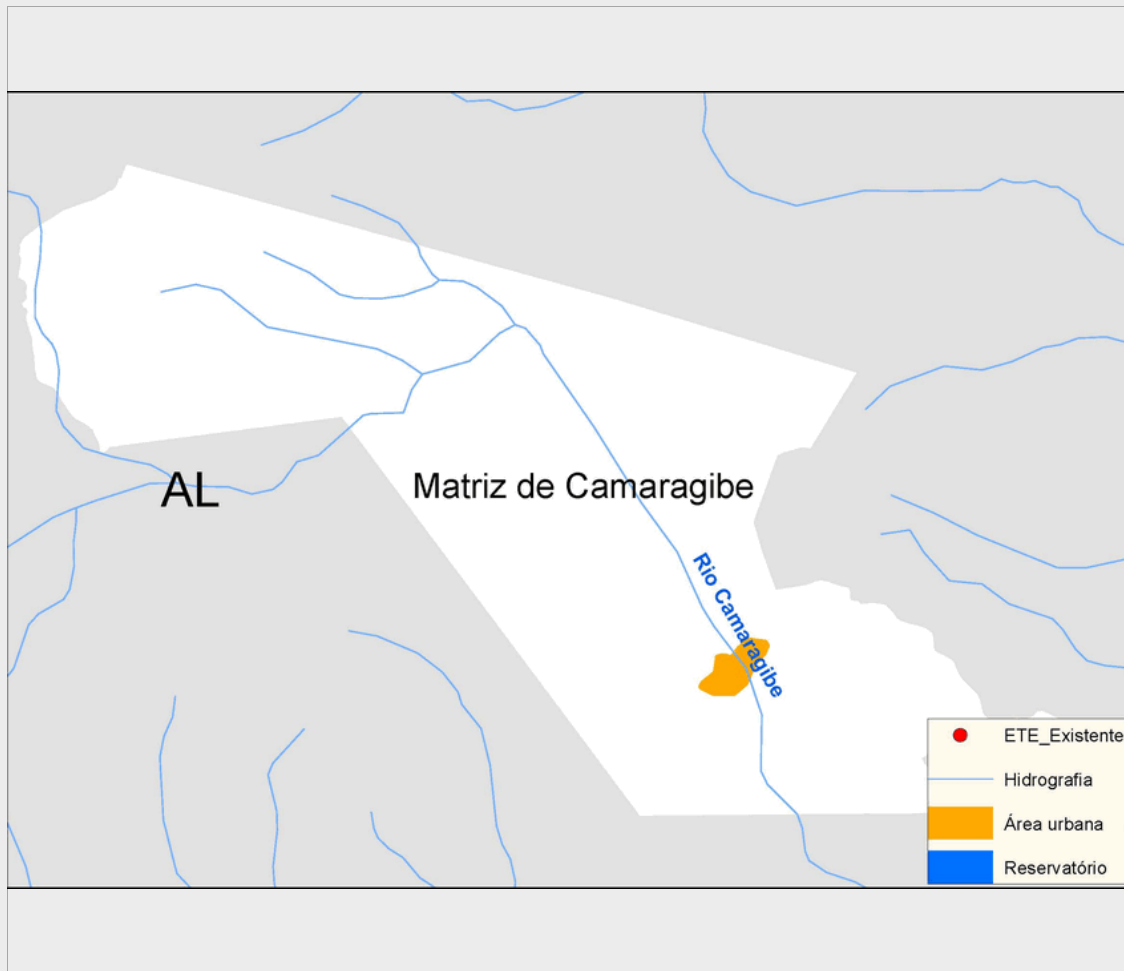 AL
Matriz de Camaragibe
Rio Camaragibe
ETE_Existente
Hidrografia
Área urbana
Reservatório